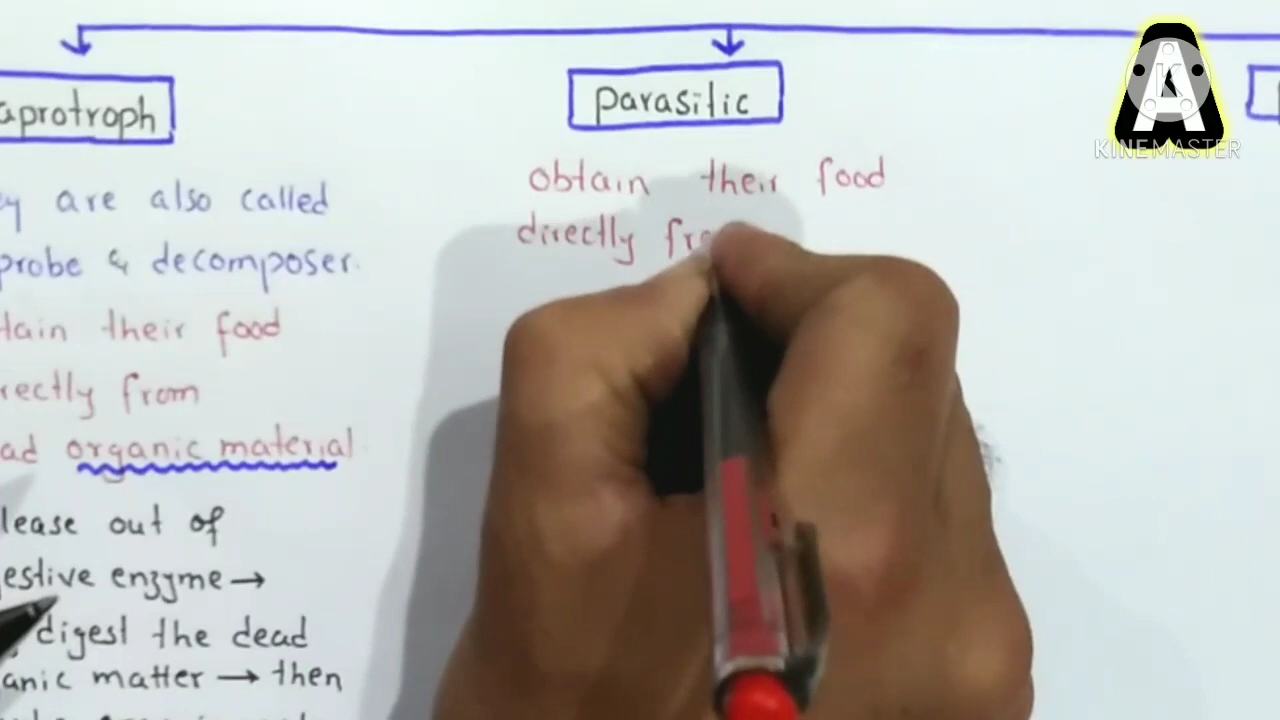 aprotroph
ey are also called
probe & decomposer.
tain their food
rectly from
ad organic material
lease out of
estive enzyme →
digest the dead
anic matter → then
parasitic
obtain their food
directly
A
K
KINEMASTER